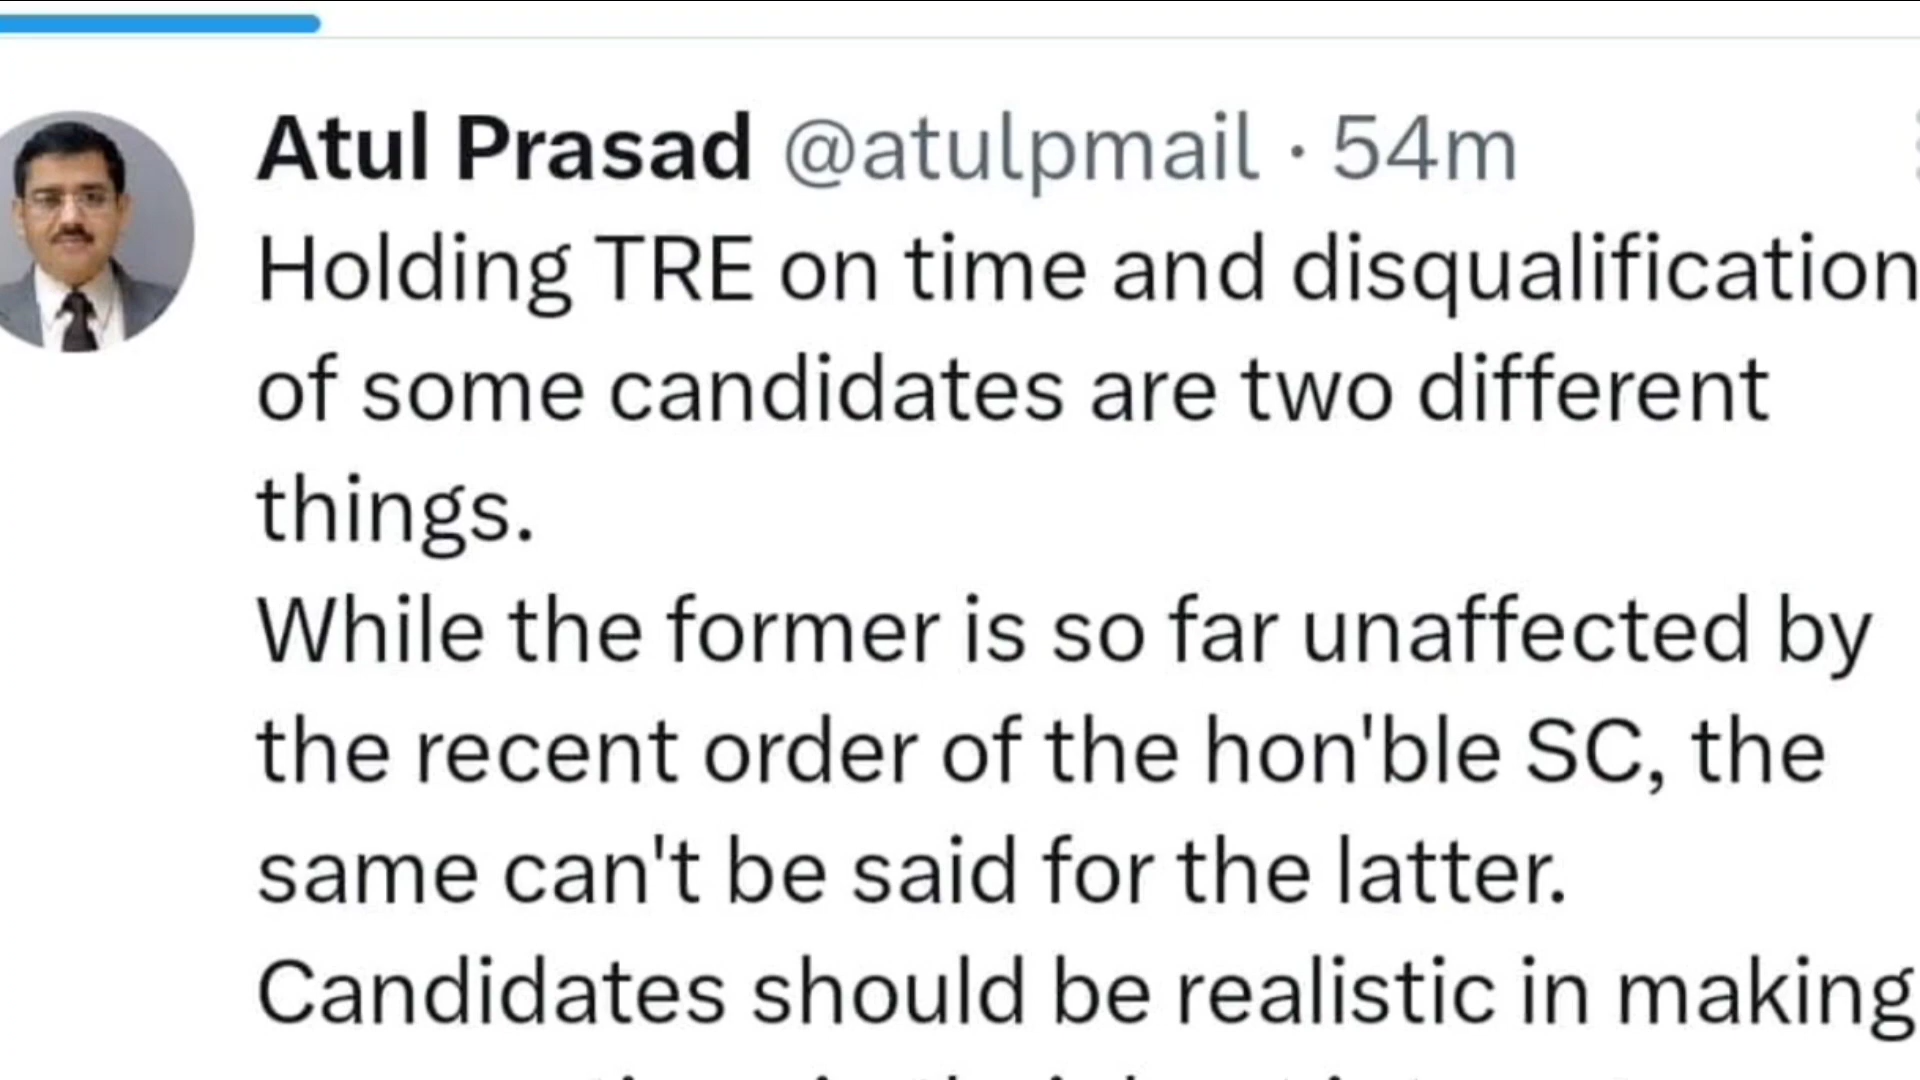 Atul Prasad @atulpmail · 54m
Holding TRE on time and disqualification
of some candidates are two different
things.
While the former is so far unaffected by
the recent order of the hon'ble SC, the
same can't be said for the latter.
Candidates should be realistic in making